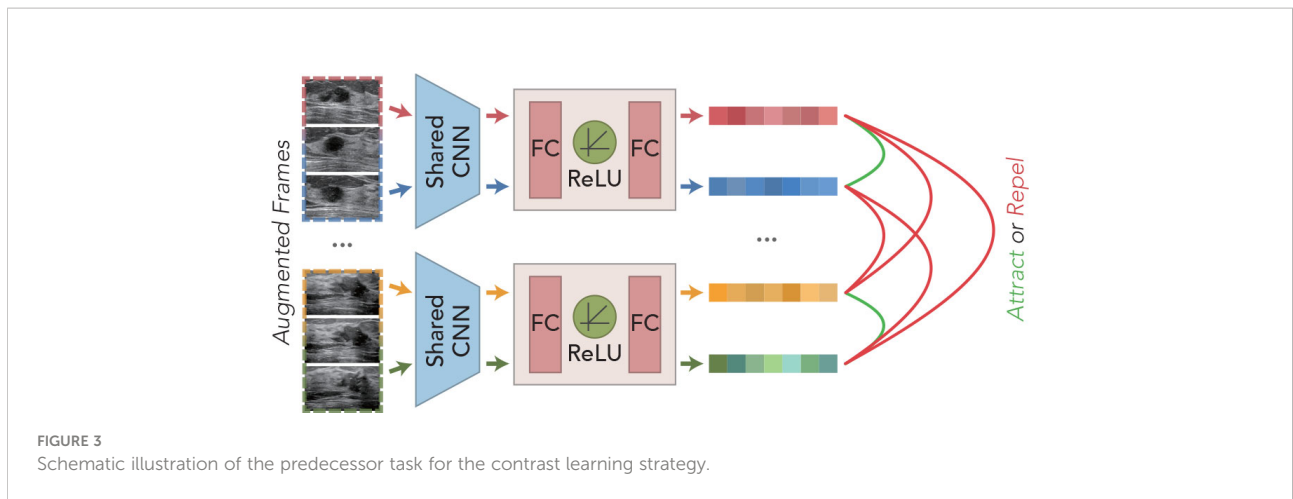 Augmented Frames
Shared CNN
FC
ReLU
FC
...
...
Shared CNN
FC
ReLU
FC
Attract or Repel
FIGURE 3
Schematic illustration of the predecessor task for the contrast learning strategy.